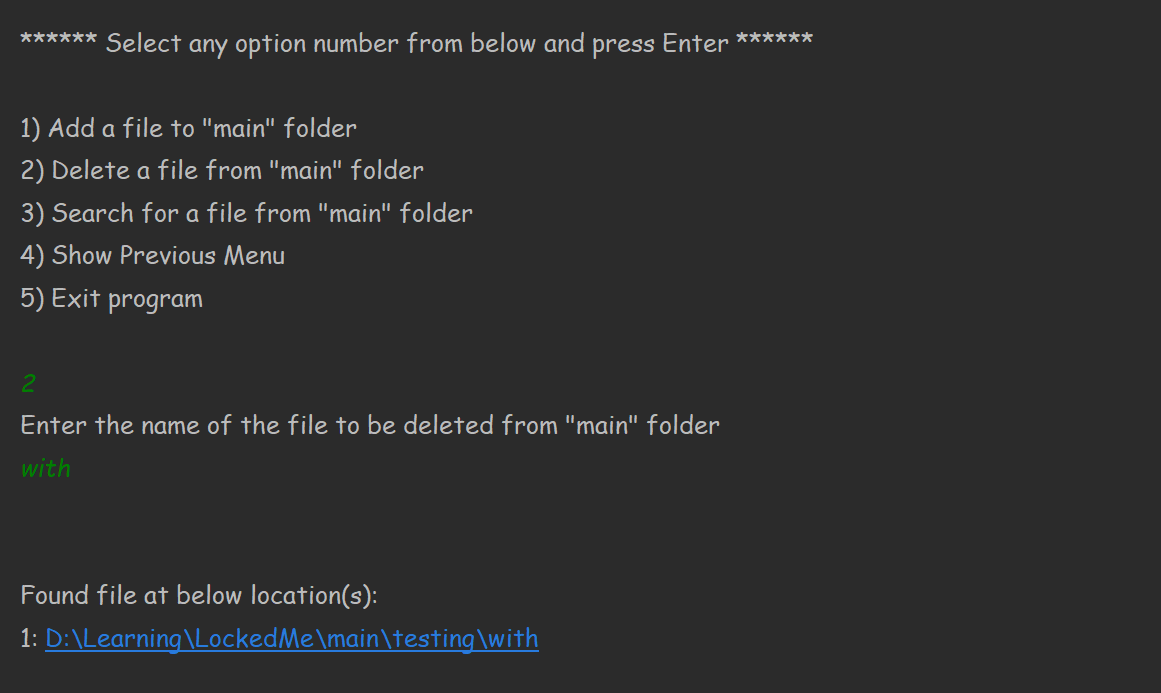 ****** Select any option number from below and press Enter ******
1) Add a file to "main" folder
2) Delete a file from "main" folder
3) Search for a file from "main" folder
4) Show Previous Menu
5) Exit program
2
Enter the name of the file to be deleted from "main" folder
with
Found file at below location(s):
1: D:\Learning\LockedMe\main\testing\with